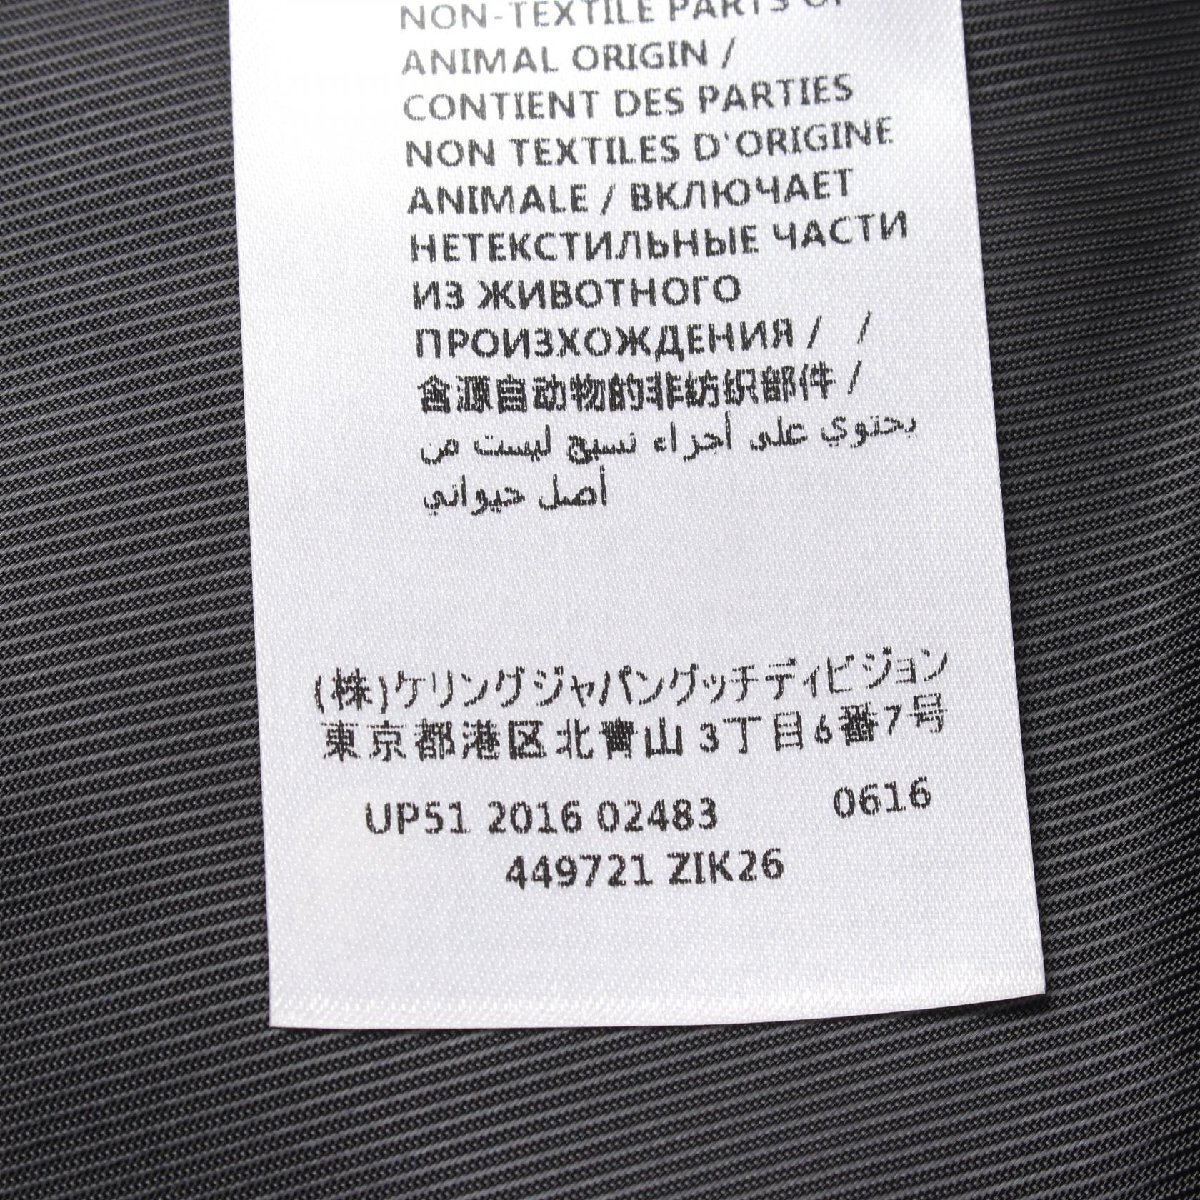 NON-TEXTILE PARTS OF
ANIMAL ORIGIN /
CONTIENT DES PARTIES
NON TEXTILES D'ORIGINE
ANIMALE / ВКЛЮЧАЕТ
НЕТЕКСТИЛЬНЫЕ ЧАСТИ
ИЗ ЖИВОТНОГО
ПРОИЗХОЖДЕНИЯ / /
含源自动物的非纺织部件 /
يحتوي على أجزاء نسيج ليست من
أصل حيواني
(株)ケリングジャパングッチディビジョン
東京都港区北青山 3丁目6番7号
UP51 2016 02483 0616
449721 ZIK26